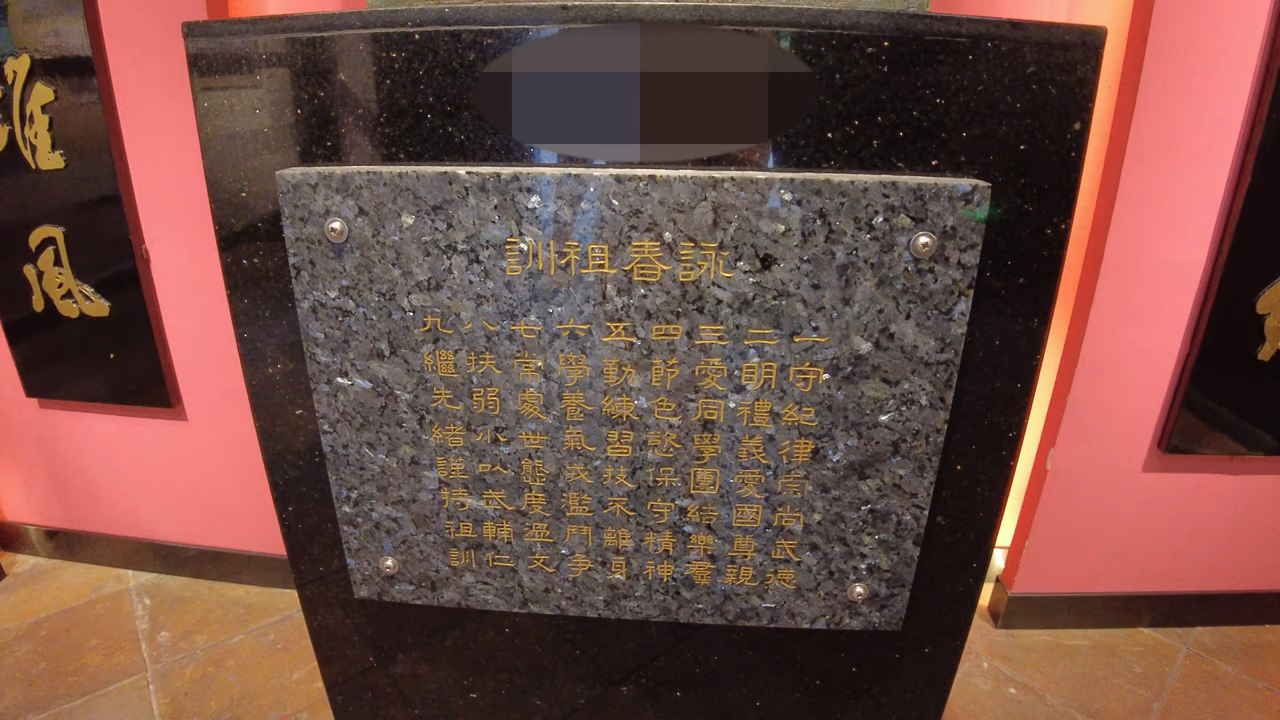 詠春祖訓
一守紀律崇尚武德
二明禮義愛國尊親
三愛同學團結樂羣
四節色慾保守精神
五勤練習技不離身
六學養氣戒濫鬥爭
七常處世態度溫文
八扶弱小以武輔仁
九繼先緒謹持祖訓
雄風